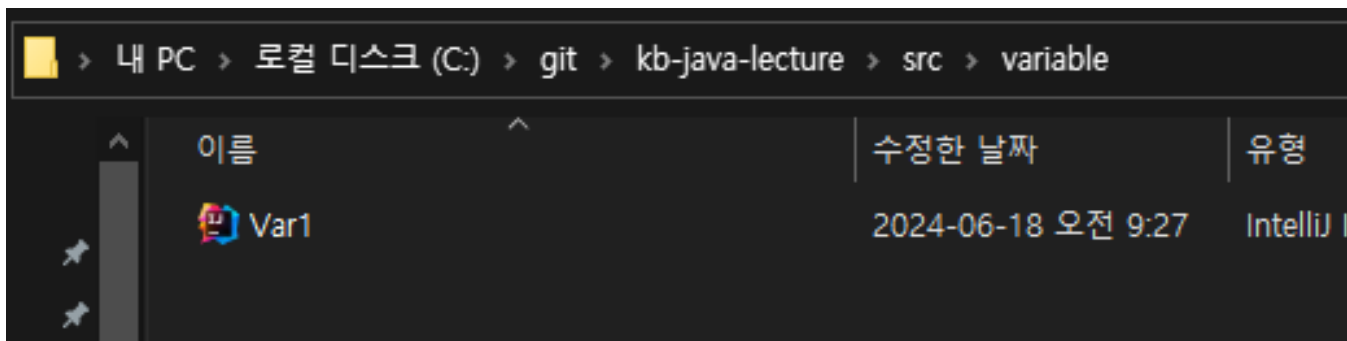 내 PC > 로컬 디스크 (C:) > git > kb-java-lecture > src > variable
이름 수정한 날짜 유형
Var1 2024-06-18 오전 9:27 IntelliJ